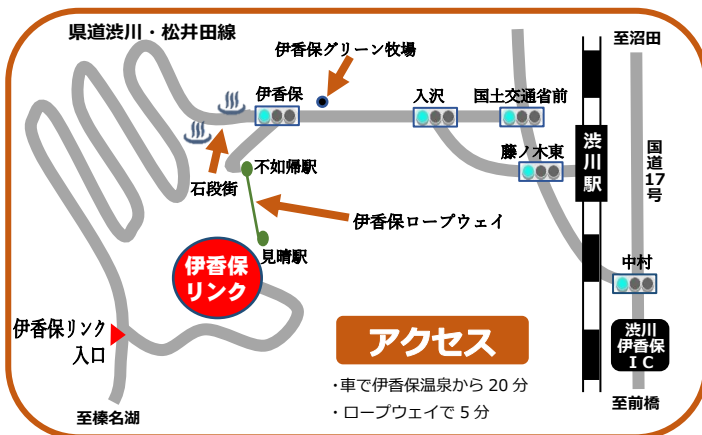 県道渋川・松井田線
至沼田
伊香保グリーン牧場
伊香保
入沢
国土交通省前
渋川駅
国道17号
藤ノ木東
不如帰駅
石段街
伊香保ロープウェイ
見晴駅
中村
伊香保
リンク
伊香保リンク
入口
渋川
伊香保
IC
アクセス
・車で伊香保温泉から 20 分
・ロープウェイで 5 分
至榛名湖
至前橋